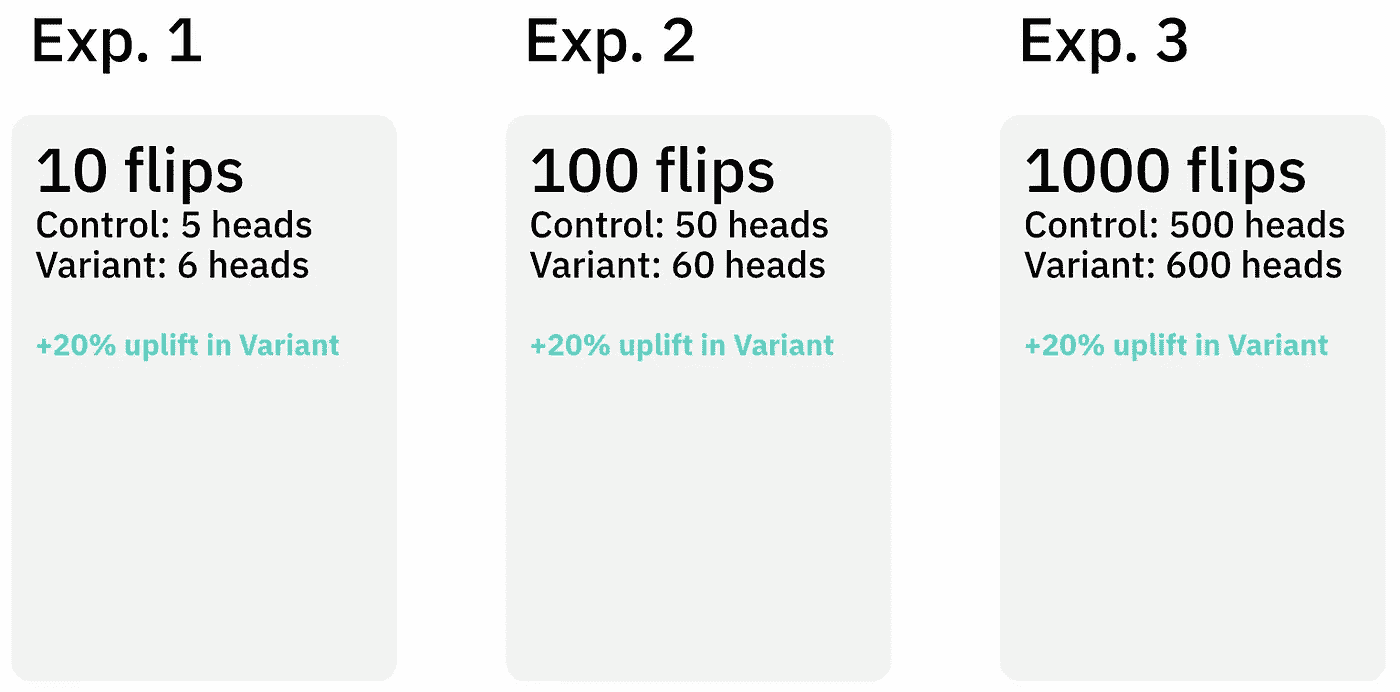 Exp. 1
10 flips
Control: 5 heads
Variant: 6 heads
+20% uplift in Variant
Exp. 2
100 flips
Control: 50 heads
Variant: 60 heads
+20% uplift in Variant
Exp. 3
1000 flips
Control: 500 heads
Variant: 600 heads
+20% uplift in Variant